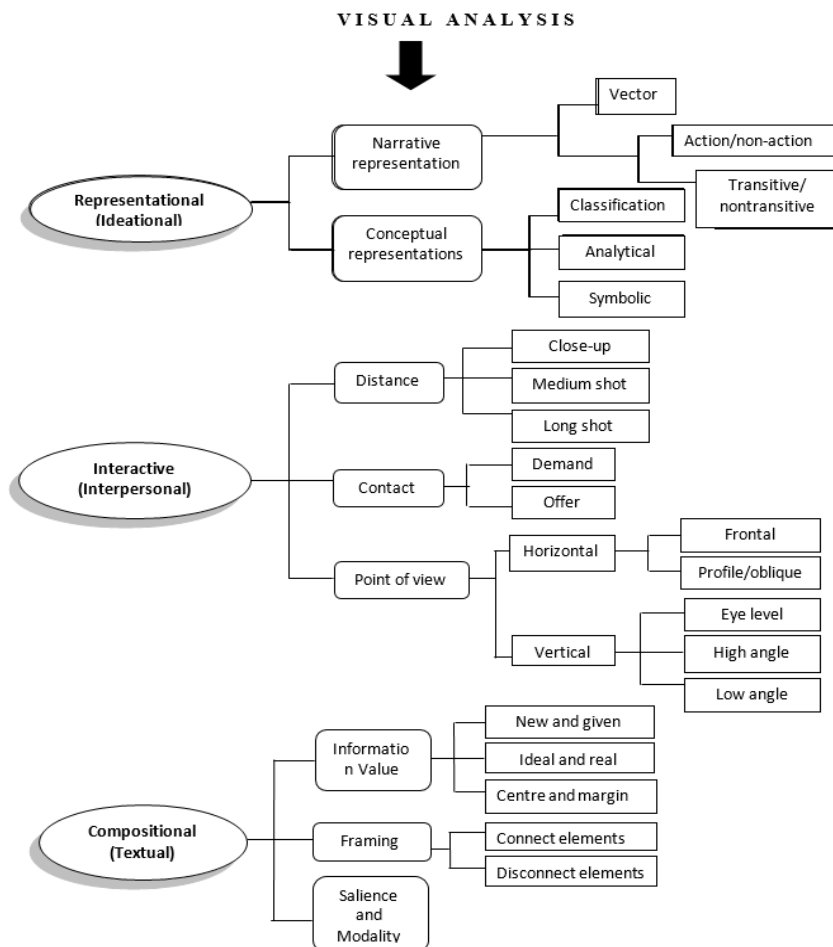 VISUAL ANALYSIS
Vector
Narrative
representation
Action/non-action
Transitive/
nontransitive
Representational
(Ideational)
Classification
Conceptual
representations
Analytical
Symbolic
Close-up
Distance
Medium shot
Long shot
Interactive
(Interpersonal)
Demand
Contact
Offer
Frontal
Horizontal
Point of view
Profile/oblique
Eye level
Vertical
High angle
Low angle
New and given
Informatio
n Value
Ideal and real
Centre and margin
Compositional
(Textual)
Connect elements
Framing
Disconnect elements
Salience
and
Modality